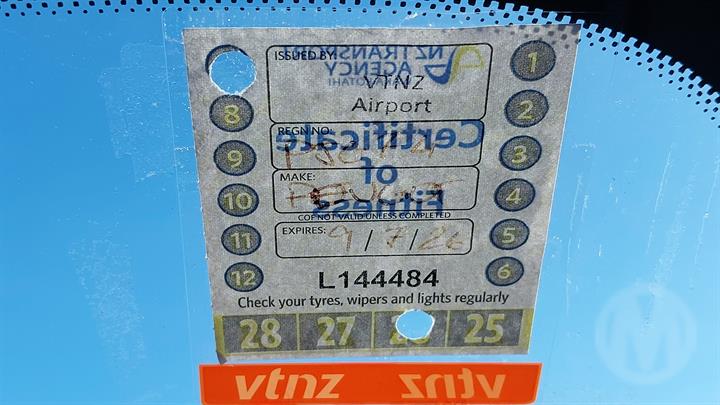 ISSUED BY:
NZ TRANSPORT
AGENCY
VTNZ
Airport
1
8
2
REGN NO:
Certificate
9
3
of
MAKE:
PEUGEOT
10
4
Fitness
COF NOT VALID UNLESS COMPLETED
EXPIRES: 9/7/26
11
5
12
6
L144484
Check your tyres, wipers and lights regularly
28 27 25
vtnz vtnz
M